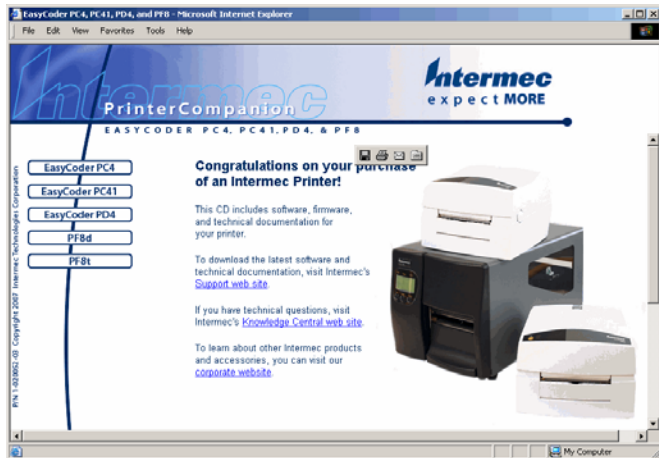 EasyCoder PC4, PC41, PD4, and PF8 - Microsoft Internet Explorer
File Edit View Favorites Tools Help
Intermec
PrinterCompanion
EASYCODER PC4, PC41, PD4, & PF8
Intermec
expect MORE
EasyCoder PC4
EasyCoder PC41
EasyCoder PD4
PF8d
PF8t
Congratulations on your purchase
of an Intermec Printer!
This CD includes software, firmware,
and technical documentation for
your printer.
To download the latest software and
technical documentation, visit Intermec's
Support web site.
If you have technical questions, visit
Intermec's Knowledge Central web site.
To learn about other Intermec products
and accessories, you can visit our
corporate website.
Copyright 2007 Intermec Technologies Corporation
My Computer